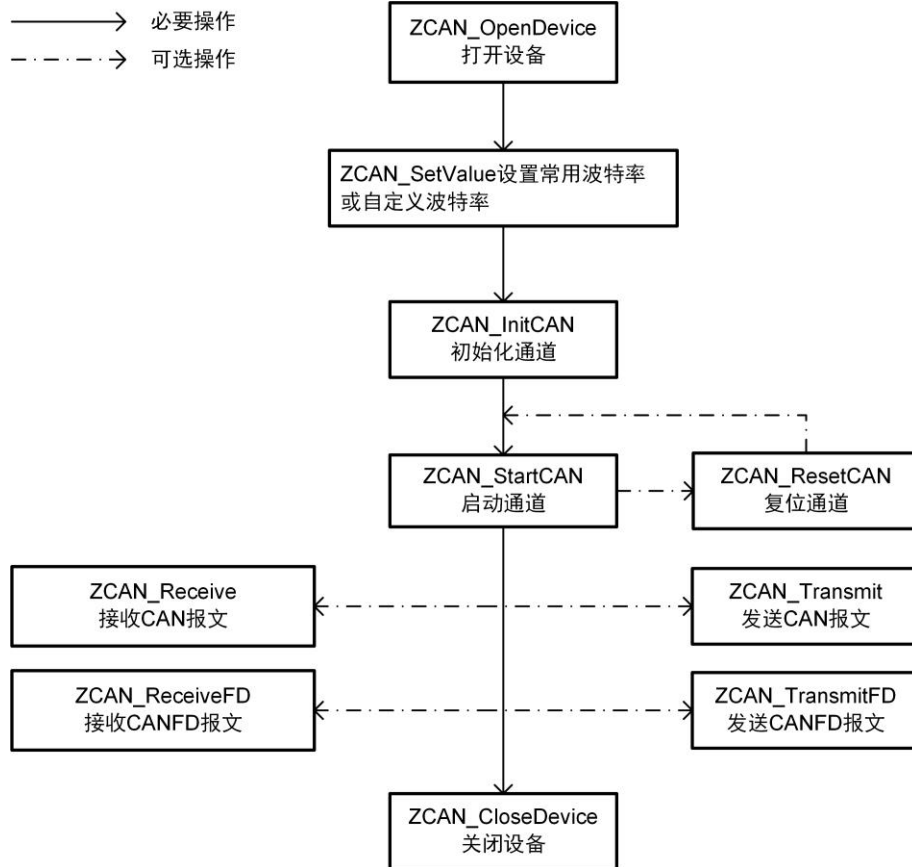 必要操作
可选操作
ZCAN_OpenDevice
打开设备
ZCAN_SetValue设置常用波特率
或自定义波特率
ZCAN_InitCAN
初始化通道
ZCAN_StartCAN
启动通道
ZCAN_ResetCAN
复位通道
ZCAN_Receive
接收CAN报文
ZCAN_Transmit
发送CAN报文
ZCAN_ReceiveFD
接收CANFD报文
ZCAN_TransmitFD
发送CANFD报文
ZCAN_CloseDevice
关闭设备